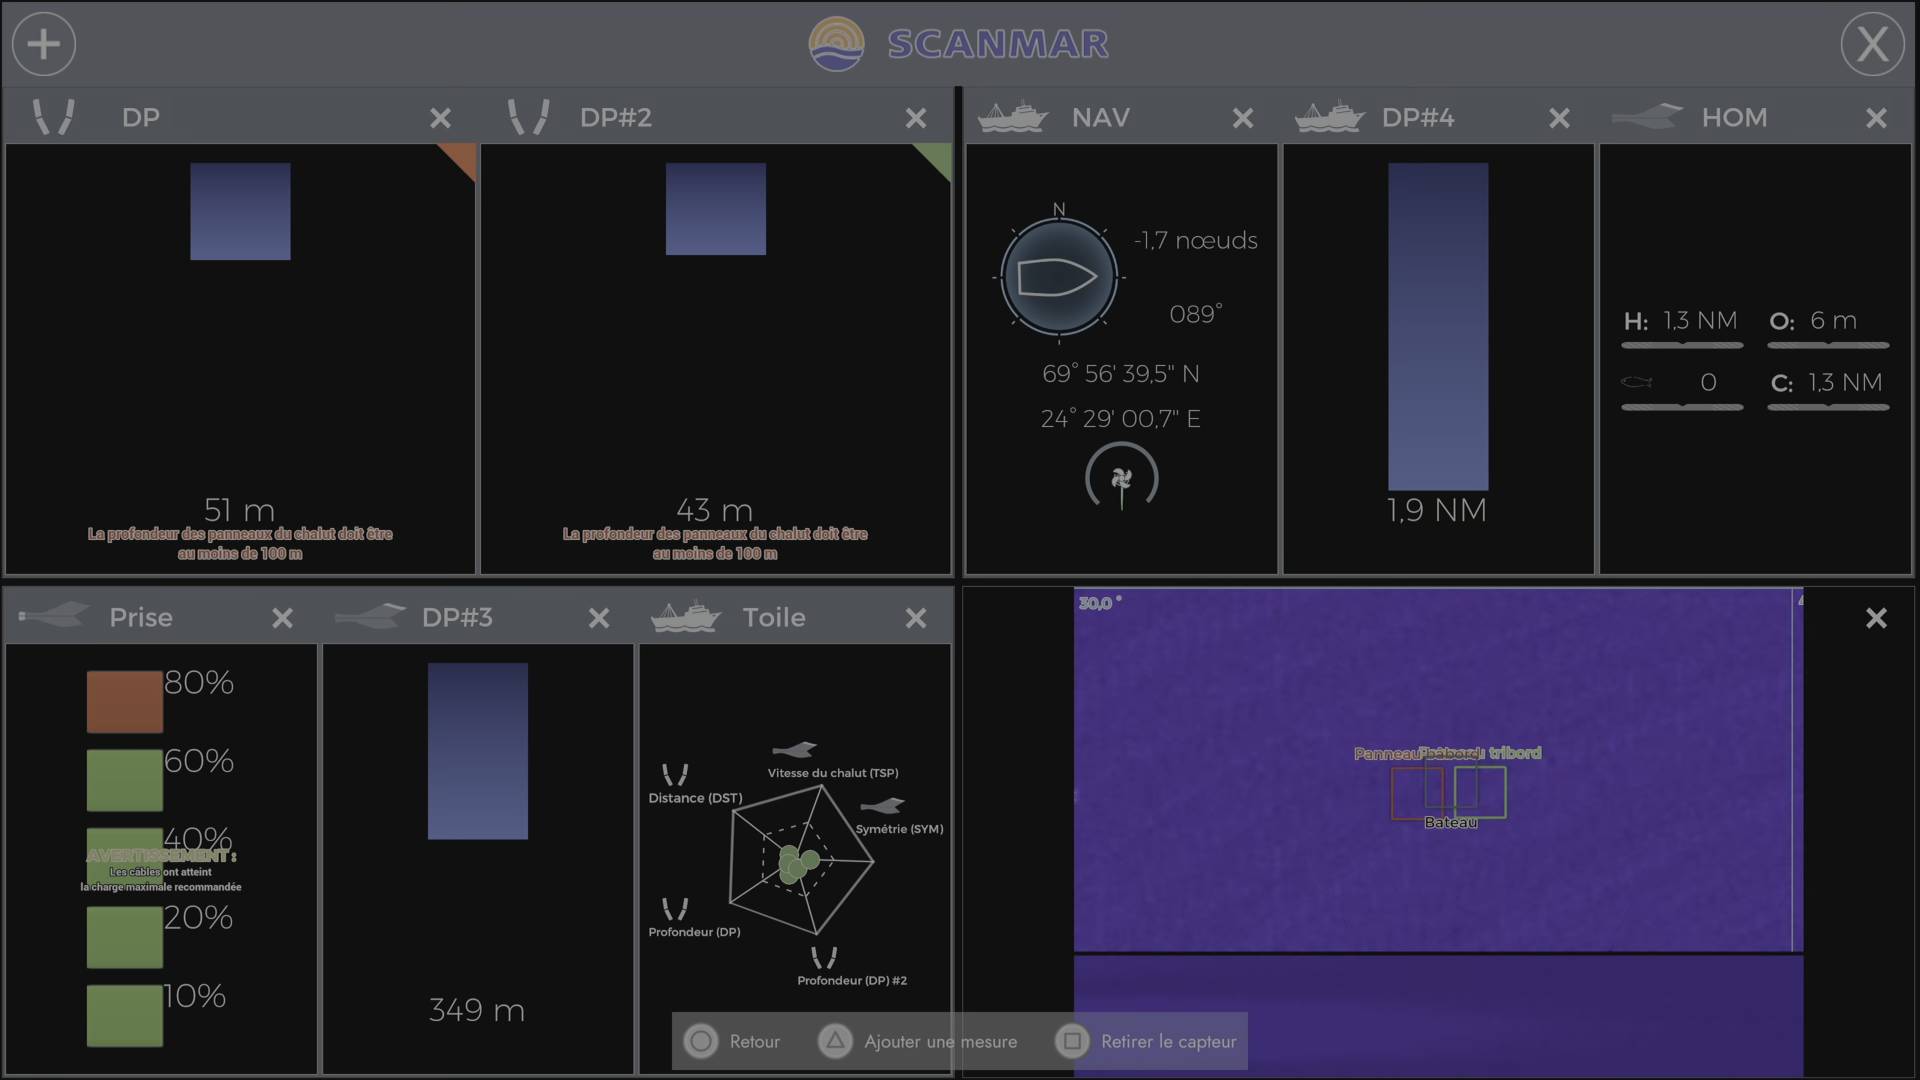 SCANMAR
DP
DP#2
NAV
DP#4
HOM
N
-1,7 nœuds
089°
69° 56' 39,5" N
24° 29' 00,7" E
H: 1,3 NM
O: 6 m
0
C: 1,3 NM
51 m
La profondeur des panneaux du chalut doit être
au moins de 100 m
43 m
La profondeur des panneaux du chalut doit être
au moins de 100 m
1,9 NM
Prise
DP#3
Toile
30,0 °
80%
60%
40%
AVERTISSEMENT :
Les câbles ont atteint
la charge maximale recommandée
20%
10%
349 m
Vitesse du chalut (TSP)
Distance (DST)
Symétrie (SYM)
Profondeur (DP)
Profondeur (DP) #2
Panneau bâbord
tribord
Bateau
Retour
Ajouter une mesure
Retirer le capteur